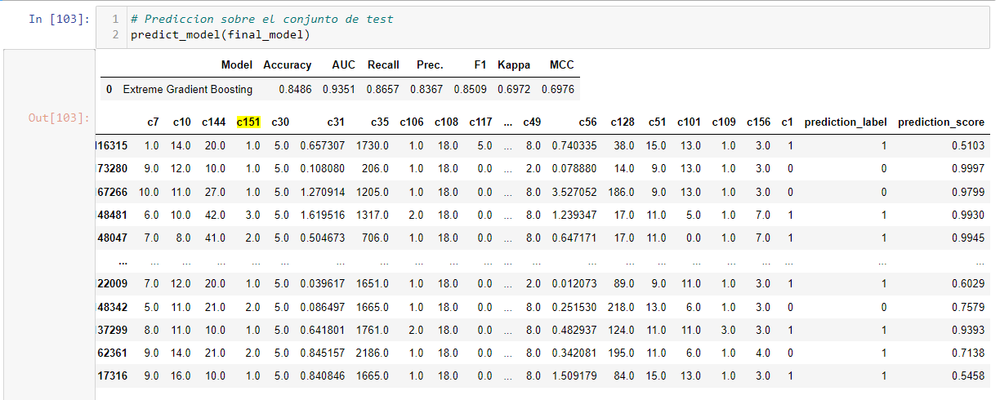 In [103]: 1 # Prediccion sobre el conjunto de test
2 predict_model(final_model)
Model Accuracy AUC Recall Prec. F1 Kappa MCC
0 Extreme Gradient Boosting 0.8486 0.9351 0.8657 0.8367 0.8509 0.6972 0.6976
Out[103]:
c7 c10 c144 c151 c30 c31 c35 c106 c108 c117 ... c49 c56 c128 c51 c101 c109 c156 c1 prediction_label prediction_score
16315 1.0 14.0 20.0 1.0 5.0 0.657307 1730.0 1.0 18.0 5.0 ... 8.0 0.740335 38.0 15.0 13.0 1.0 3.0 1 1 0.5103
73280 9.0 12.0 10.0 1.0 5.0 0.108080 206.0 1.0 18.0 0.0 ... 2.0 0.078880 14.0 9.0 13.0 1.0 3.0 0 0 0.9997
67266 10.0 11.0 27.0 1.0 5.0 1.270914 1205.0 1.0 18.0 0.0 ... 8.0 3.527052 186.0 9.0 13.0 1.0 3.0 0 0 0.9799
48481 6.0 10.0 42.0 3.0 5.0 1.619516 1317.0 2.0 18.0 0.0 ... 8.0 1.239347 17.0 11.0 5.0 1.0 7.0 1 1 0.9930
48047 7.0 8.0 41.0 2.0 5.0 0.504673 706.0 1.0 18.0 0.0 ... 8.0 0.647171 17.0 11.0 0.0 1.0 7.0 1 1 0.9945
... ... ... ... ... ... ... ... ... ... ... ... ... ... ... ... ... ... ... ... ... ...
22009 7.0 12.0 20.0 1.0 5.0 0.039617 1651.0 1.0 18.0 0.0 ... 2.0 0.012073 89.0 9.0 11.0 1.0 3.0 1 1 0.6029
48342 5.0 11.0 21.0 2.0 5.0 0.086497 1665.0 1.0 18.0 0.0 ... 8.0 0.251530 218.0 13.0 6.0 1.0 3.0 0 0 0.7579
37299 8.0 11.0 10.0 1.0 5.0 0.641801 1761.0 2.0 18.0 0.0 ... 8.0 0.482937 124.0 11.0 11.0 3.0 3.0 1 1 0.9393
62361 9.0 14.0 21.0 2.0 5.0 0.845157 2186.0 1.0 18.0 0.0 ... 8.0 0.342081 195.0 11.0 6.0 1.0 4.0 0 1 0.7138
17316 9.0 16.0 10.0 1.0 5.0 0.840846 1665.0 1.0 18.0 0.0 ... 8.0 1.509179 84.0 15.0 13.0 1.0 3.0 1 1 0.5458